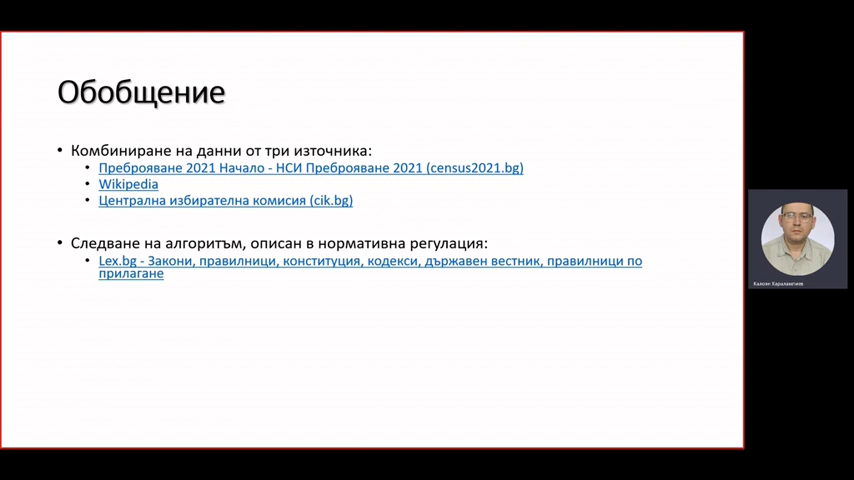 Обобщение
• Комбиниране на данни от три източника:
• Преброяване 2021 Начало - НСИ Преброяване 2021 (census2021.bg)
• Wikipedia
• Централна избирателна комисия (cik.bg)
• Следване на алгоритъм, описан в нормативна регулация:
• Lex.bg - Закони, правилници, конституция, кодекси, държавен вестник, правилници по
прилагане
Калоян Харалампиев